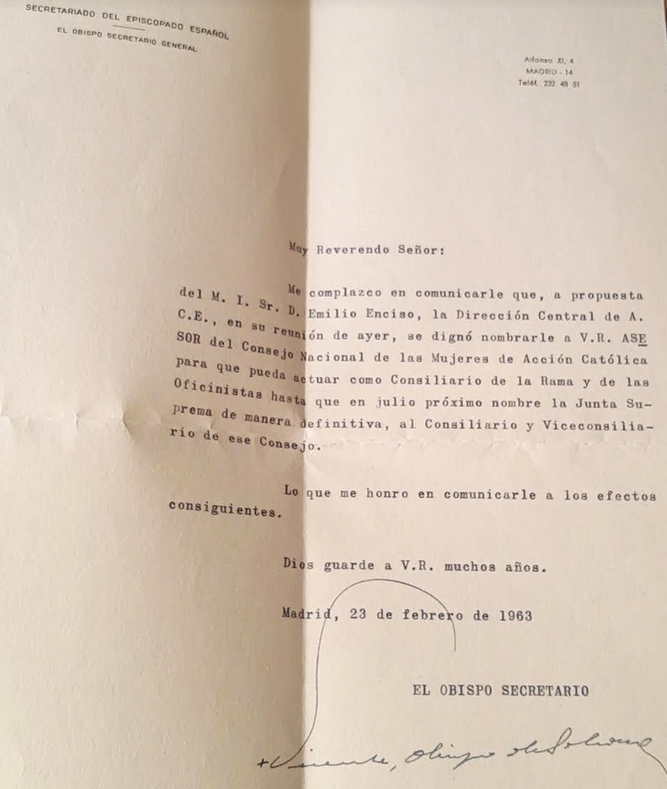 SECRETARIADO DEL EPISCOPADO ESPAÑOL
EL OBISPO SECRETARIO GENERAL
Alfonso XI, 4
MADRID - 14
Teléf. 232 48 51
Muy Reverendo Señor:
Me complazco en comunicarle que, a propuesta
del M. I. Sr. D. Emilio Enciso, la Dirección Central de A.
C.E., en su reunión de ayer, se dignó nombrarle a V.R. ASE
SOR del Consejo Nacional de las Mujeres de Acción Católica
para que pueda actuar como Consiliario de la Rama y de las
Oficinistas hasta que en julio próximo nombre la Junta Su-
prema de manera definitiva, al Consiliario y Viceconsilia-
rio de ese Consejo.
Lo que me honro en comunicarle a los efectos
consiguientes.
Dios guarde a V.R. muchos años.
Madrid, 23 de febrero de 1963
EL OBISPO SECRETARIO
+Vicente, Obispo de Solsona